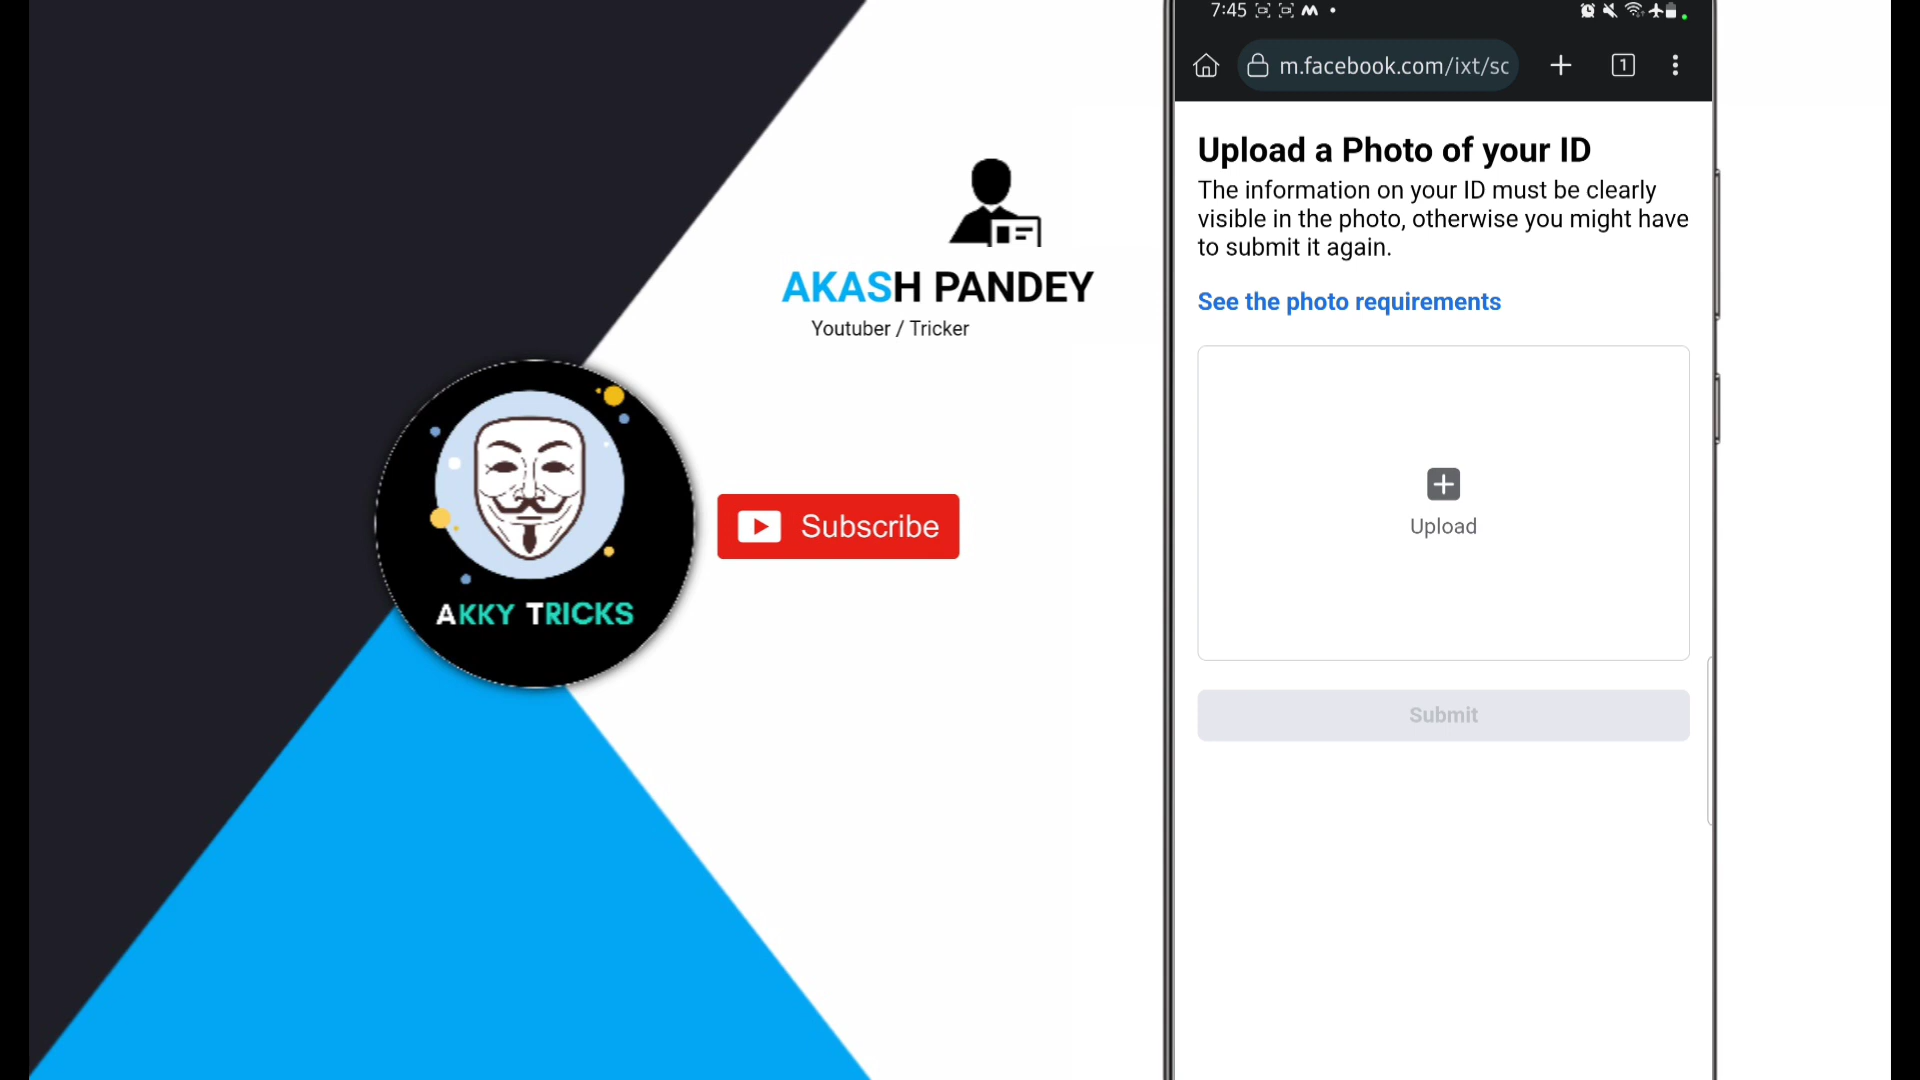 AKASH PANDEY
Youtuber / Tricker
AKKY TRICKS
Subscribe
7:45
m.facebook.com/ixt/sc
1
Upload a Photo of your ID
The information on your ID must be clearly
visible in the photo, otherwise you might have
to submit it again.
See the photo requirements
Upload
Submit